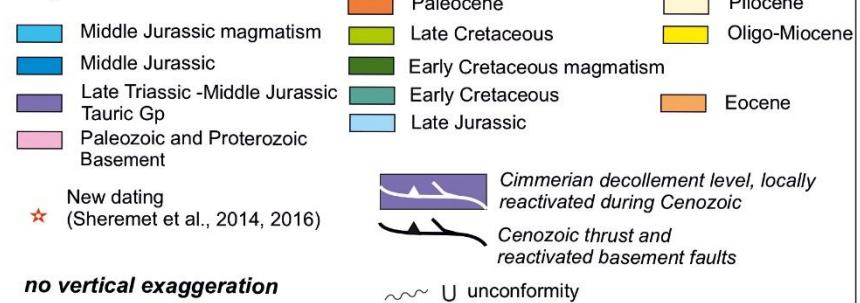 Paleocene
Pliocene
Middle Jurassic magmatism
Late Cretaceous
Oligo-Miocene
Middle Jurassic
Early Cretaceous magmatism
Late Triassic -Middle Jurassic
Tauric Gp
Early Cretaceous
Eocene
Late Jurassic
Paleozoic and Proterozoic
Basement
New dating
(Sheremet et al., 2014, 2016)
Cimmerian decollement level, locally
reactivated during Cenozoic
Cenozoic thrust and
reactivated basement faults
no vertical exaggeration
U unconformity